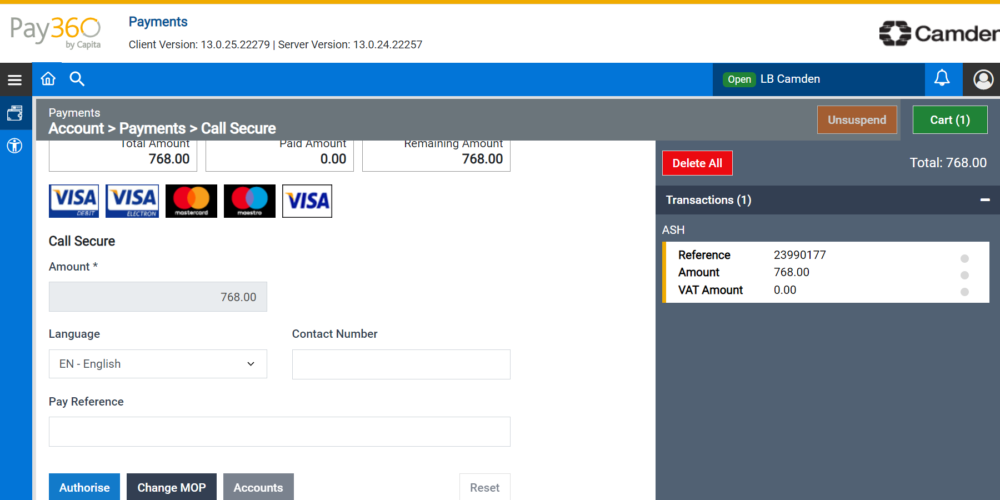 Pay360
by Capita
Payments
Client Version: 13.0.25.22279 | Server Version: 13.0.24.22257
Camden
Open LB Camden
Payments
Account > Payments > Call Secure
Unsuspend
Cart (1)
Total Amount
768.00
Paid Amount
0.00
Remaining Amount
768.00
VISA DEBIT
VISA ELECTRON
mastercard
maestro
VISA
Call Secure
Amount *
768.00
Language
EN - English
Contact Number
Pay Reference
Authorise
Change MOP
Accounts
Reset
Delete All
Total: 768.00
Transactions (1)
ASH
Reference 23990177
Amount 768.00
VAT Amount 0.00